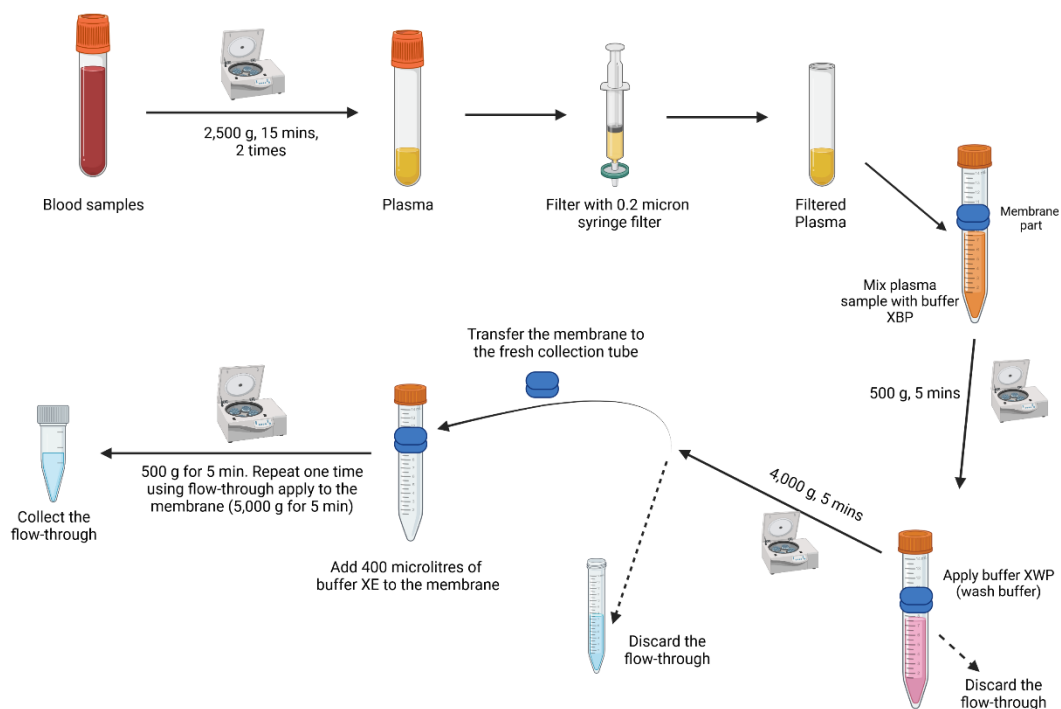 2,500 g, 15 mins,
2 times
Blood samples
Plasma
Filter with 0.2 micron
syringe filter
Filtered
Plasma
Membrane
part
Mix plasma
sample with buffer
XBP
500 g, 5 mins
Apply buffer XWP
(wash buffer)
Discard the
flow-through
4,000 g, 5 mins
Transfer the membrane to
the fresh collection tube
Discard the
flow-through
Add 400 microlitres of
buffer XE to the membrane
500 g for 5 min. Repeat one time
using flow-through apply to the
membrane (5,000 g for 5 min)
Collect the
flow-through